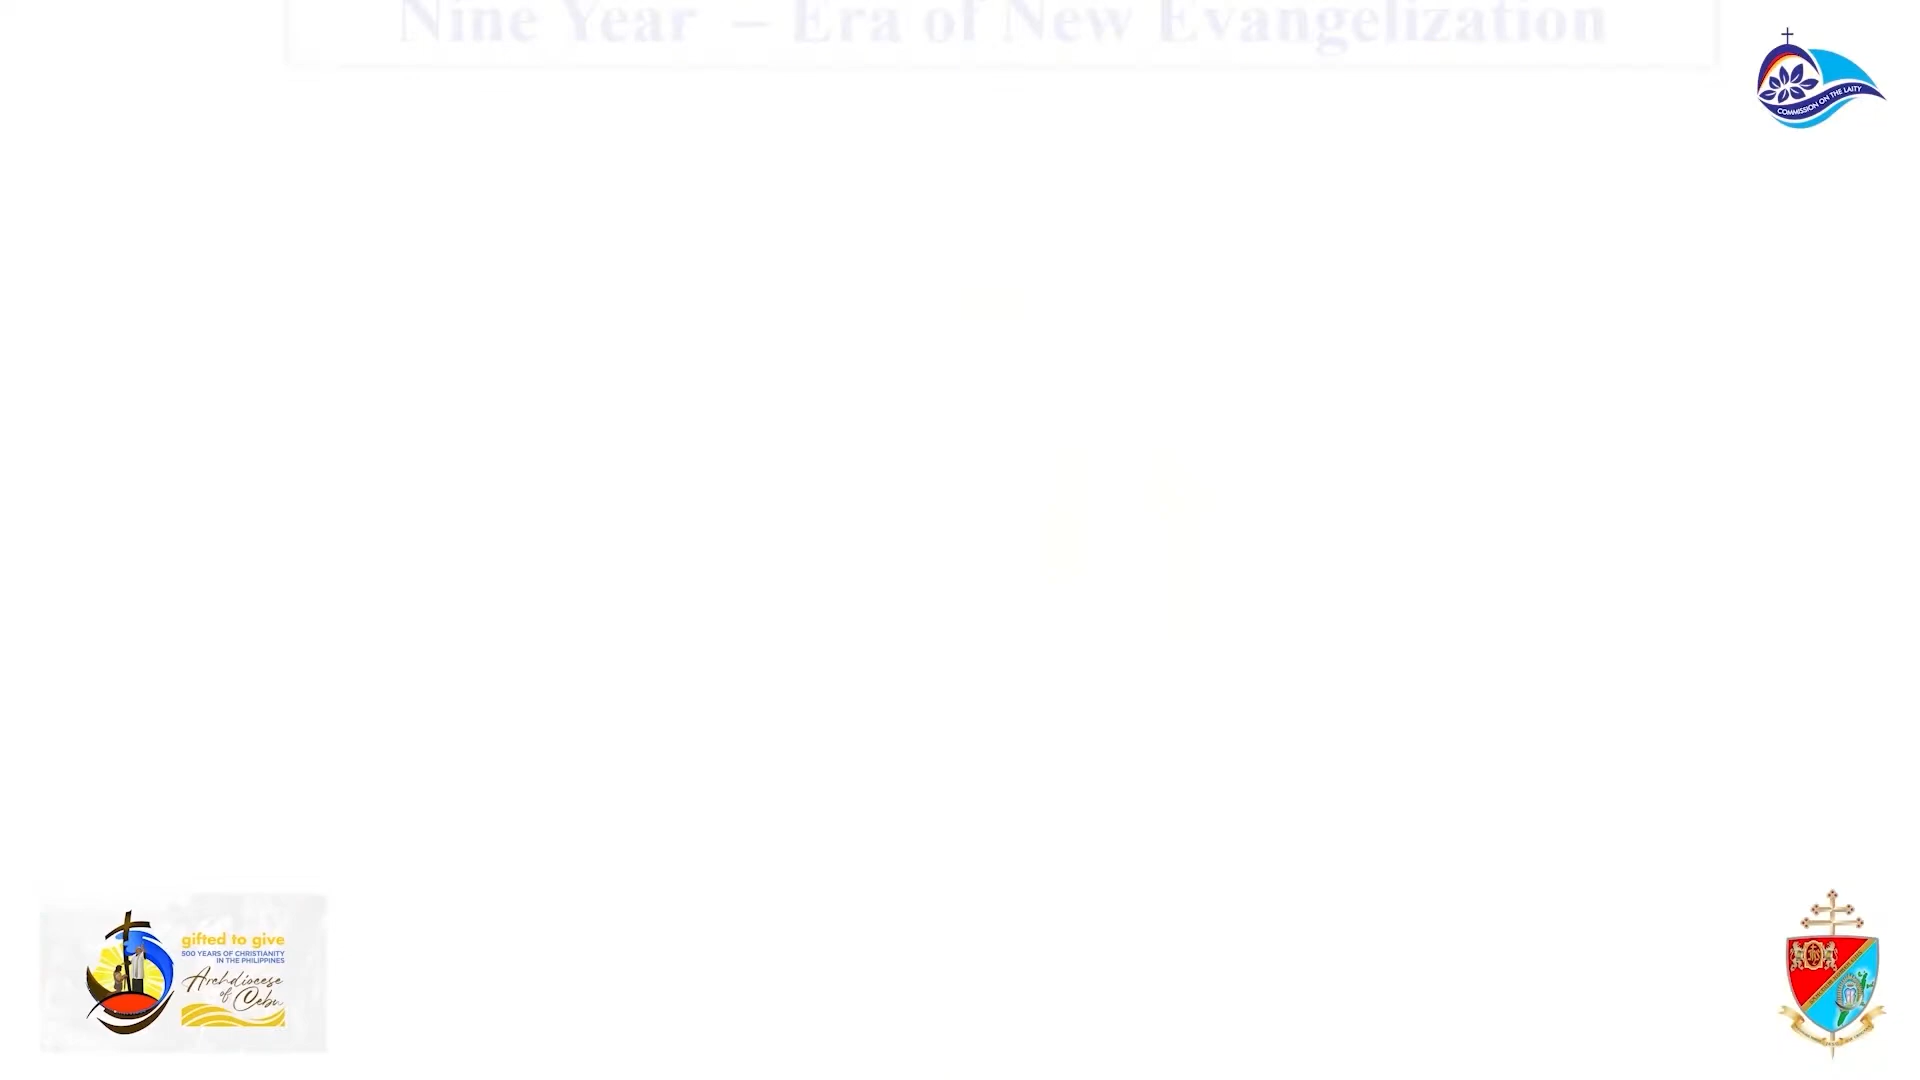 Nine Year – Era of New Evangelization
COMMISSION ON THE LAITY
gifted to give
500 YEARS OF CHRISTIANITY
IN THE PHILIPPINES
Archdiocese
of Cebu